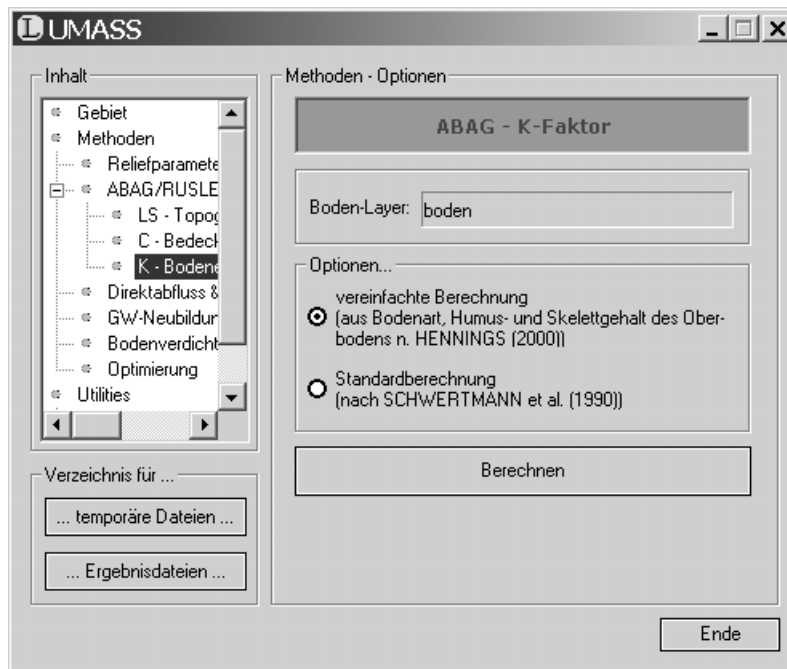 UMASS
Inhalt
Gebiet
Methoden
Reliefparamete
ABAG/RUSLE
LS - Topog
C - Bedeck
K - Bodene
Direktabfluss &
GW-Neubildur
Bodenverdicht
Optimierung
Utilities
Verzeichnis für ...
... temporäre Dateien ...
... Ergebnisdateien ...
Methoden - Optionen
ABAG - K-Faktor
Boden-Layer: boden
Optionen...
vereinfachte Berechnung
(aus Bodenart, Humus- und Skelettgehalt des Ober-
bodens n. HENNINGS (2000))
Standardberechnung
(nach SCHWERTMANN et al. (1990))
Berechnen
Ende